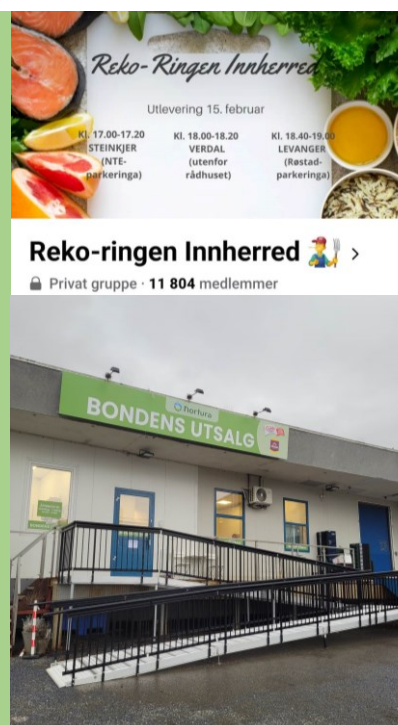 Reko-Ringen Innherred
Utlevering 15. februar
Kl. 17.00-17.20
STEINKJER
(NTE-
parkeringa)
Kl. 18.00-18.20
VERDAL
(utenfor
rådhuset)
Kl. 18.40-19.00
LEVANGER
(Røstad-
parkeringa)
Reko-ringen Innherred
Privat gruppe · 11 804 medlemmer
BONDENS UTSALG